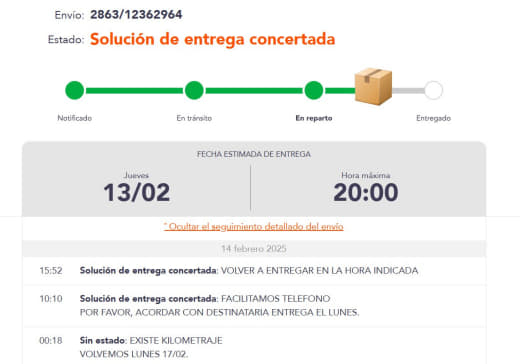 Envío: 2863/12362964
Estado: Solución de entrega concertada
Notificado
En tránsito
En reparto
Entregado
FECHA ESTIMADA DE ENTREGA
Jueves
13/02
Hora máxima
20:00
ˆ Ocultar el seguimiento detallado del envío
14 febrero 2025
15:52 Solución de entrega concertada: VOLVER A ENTREGAR EN LA HORA INDICADA
10:10 Solución de entrega concertada: FACILITAMOS TELEFONO
POR FAVOR, ACORDAR CON DESTINATARIA ENTREGA EL LUNES.
00:18 Sin estado: EXISTE KILOMETRAJE
VOLVEMOS LUNES 17/02.